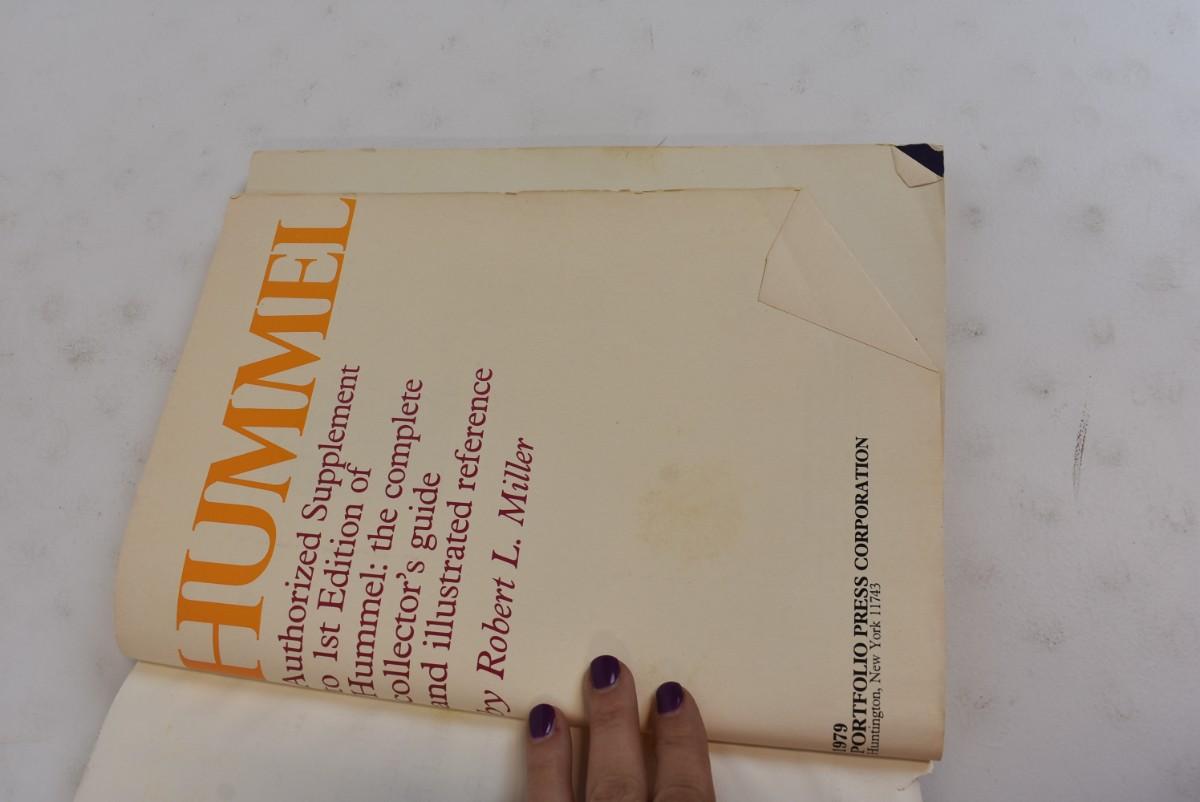 HUMMEL
Authorized Supplement
to 1st Edition of
Hummel: the complete
collector's guide
and illustrated reference
by Robert L. Miller
1979
PORTFOLIO PRESS CORPORATION
Huntington, New York 11743